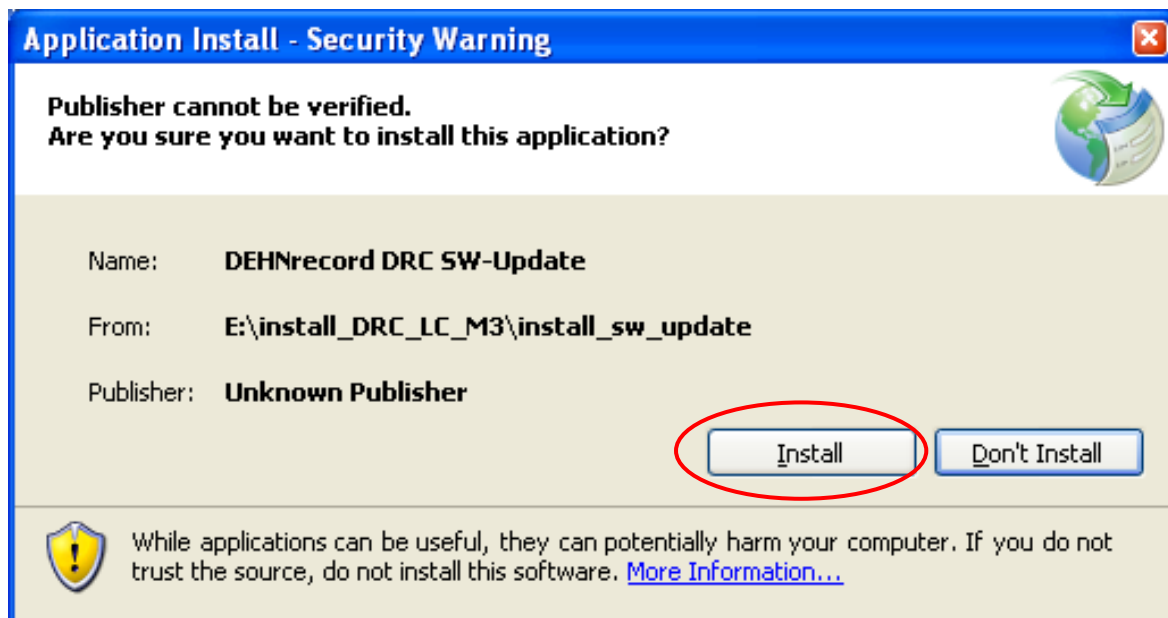 Application Install - Security Warning
Publisher cannot be verified.
Are you sure you want to install this application?
Name: DEHNrecord DRC SW-Update
From: E:\install_DRC_LC_M3\install_sw_update
Publisher: Unknown Publisher
Install Don't Install
While applications can be useful, they can potentially harm your computer. If you do not
trust the source, do not install this software. More Information...